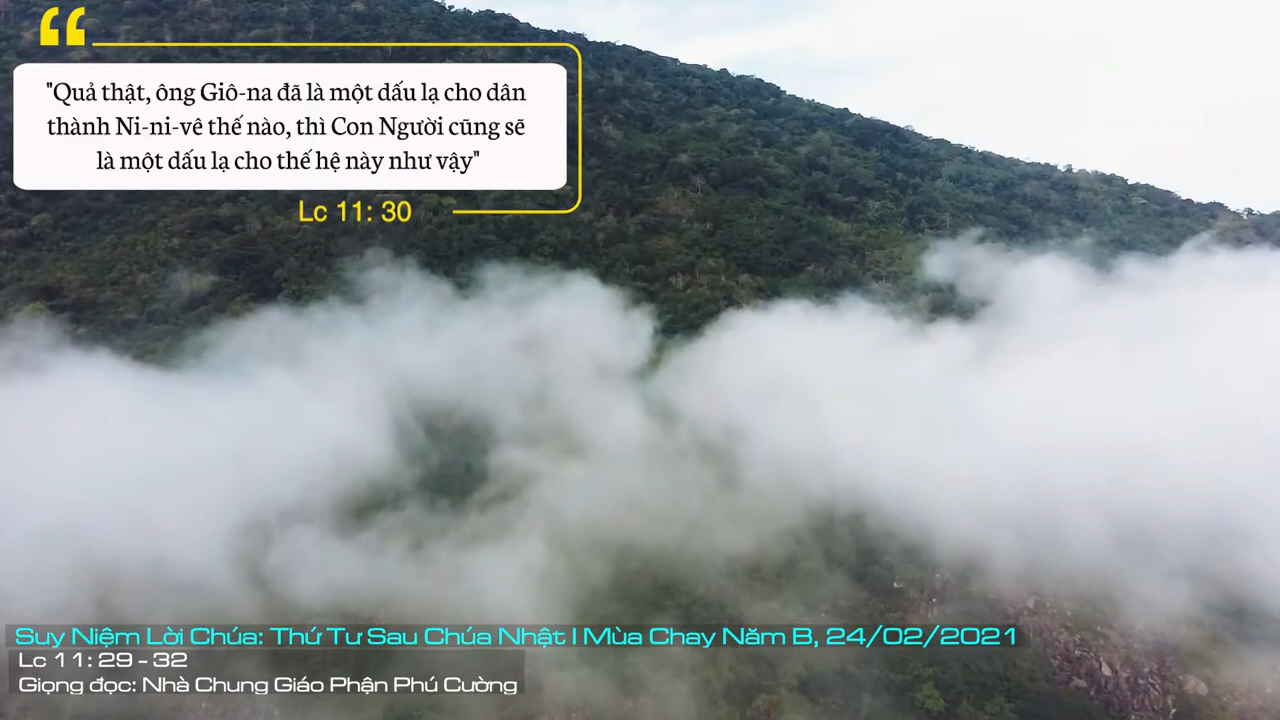 "Quả thật, ông Giô-na đã là một dấu lạ cho dân
thành Ni-ni-vê thế nào, thì Con Người cũng sẽ
là một dấu lạ cho thế hệ này như vậy"
Lc 11: 30
Suy Niệm Lời Chúa: Thứ Tư Sau Chúa Nhật I Mùa Chay Năm B, 24/02/2021
Lc 11: 29 - 32
Giọng đọc: Nhà Chung Giáo Phận Phú Cường